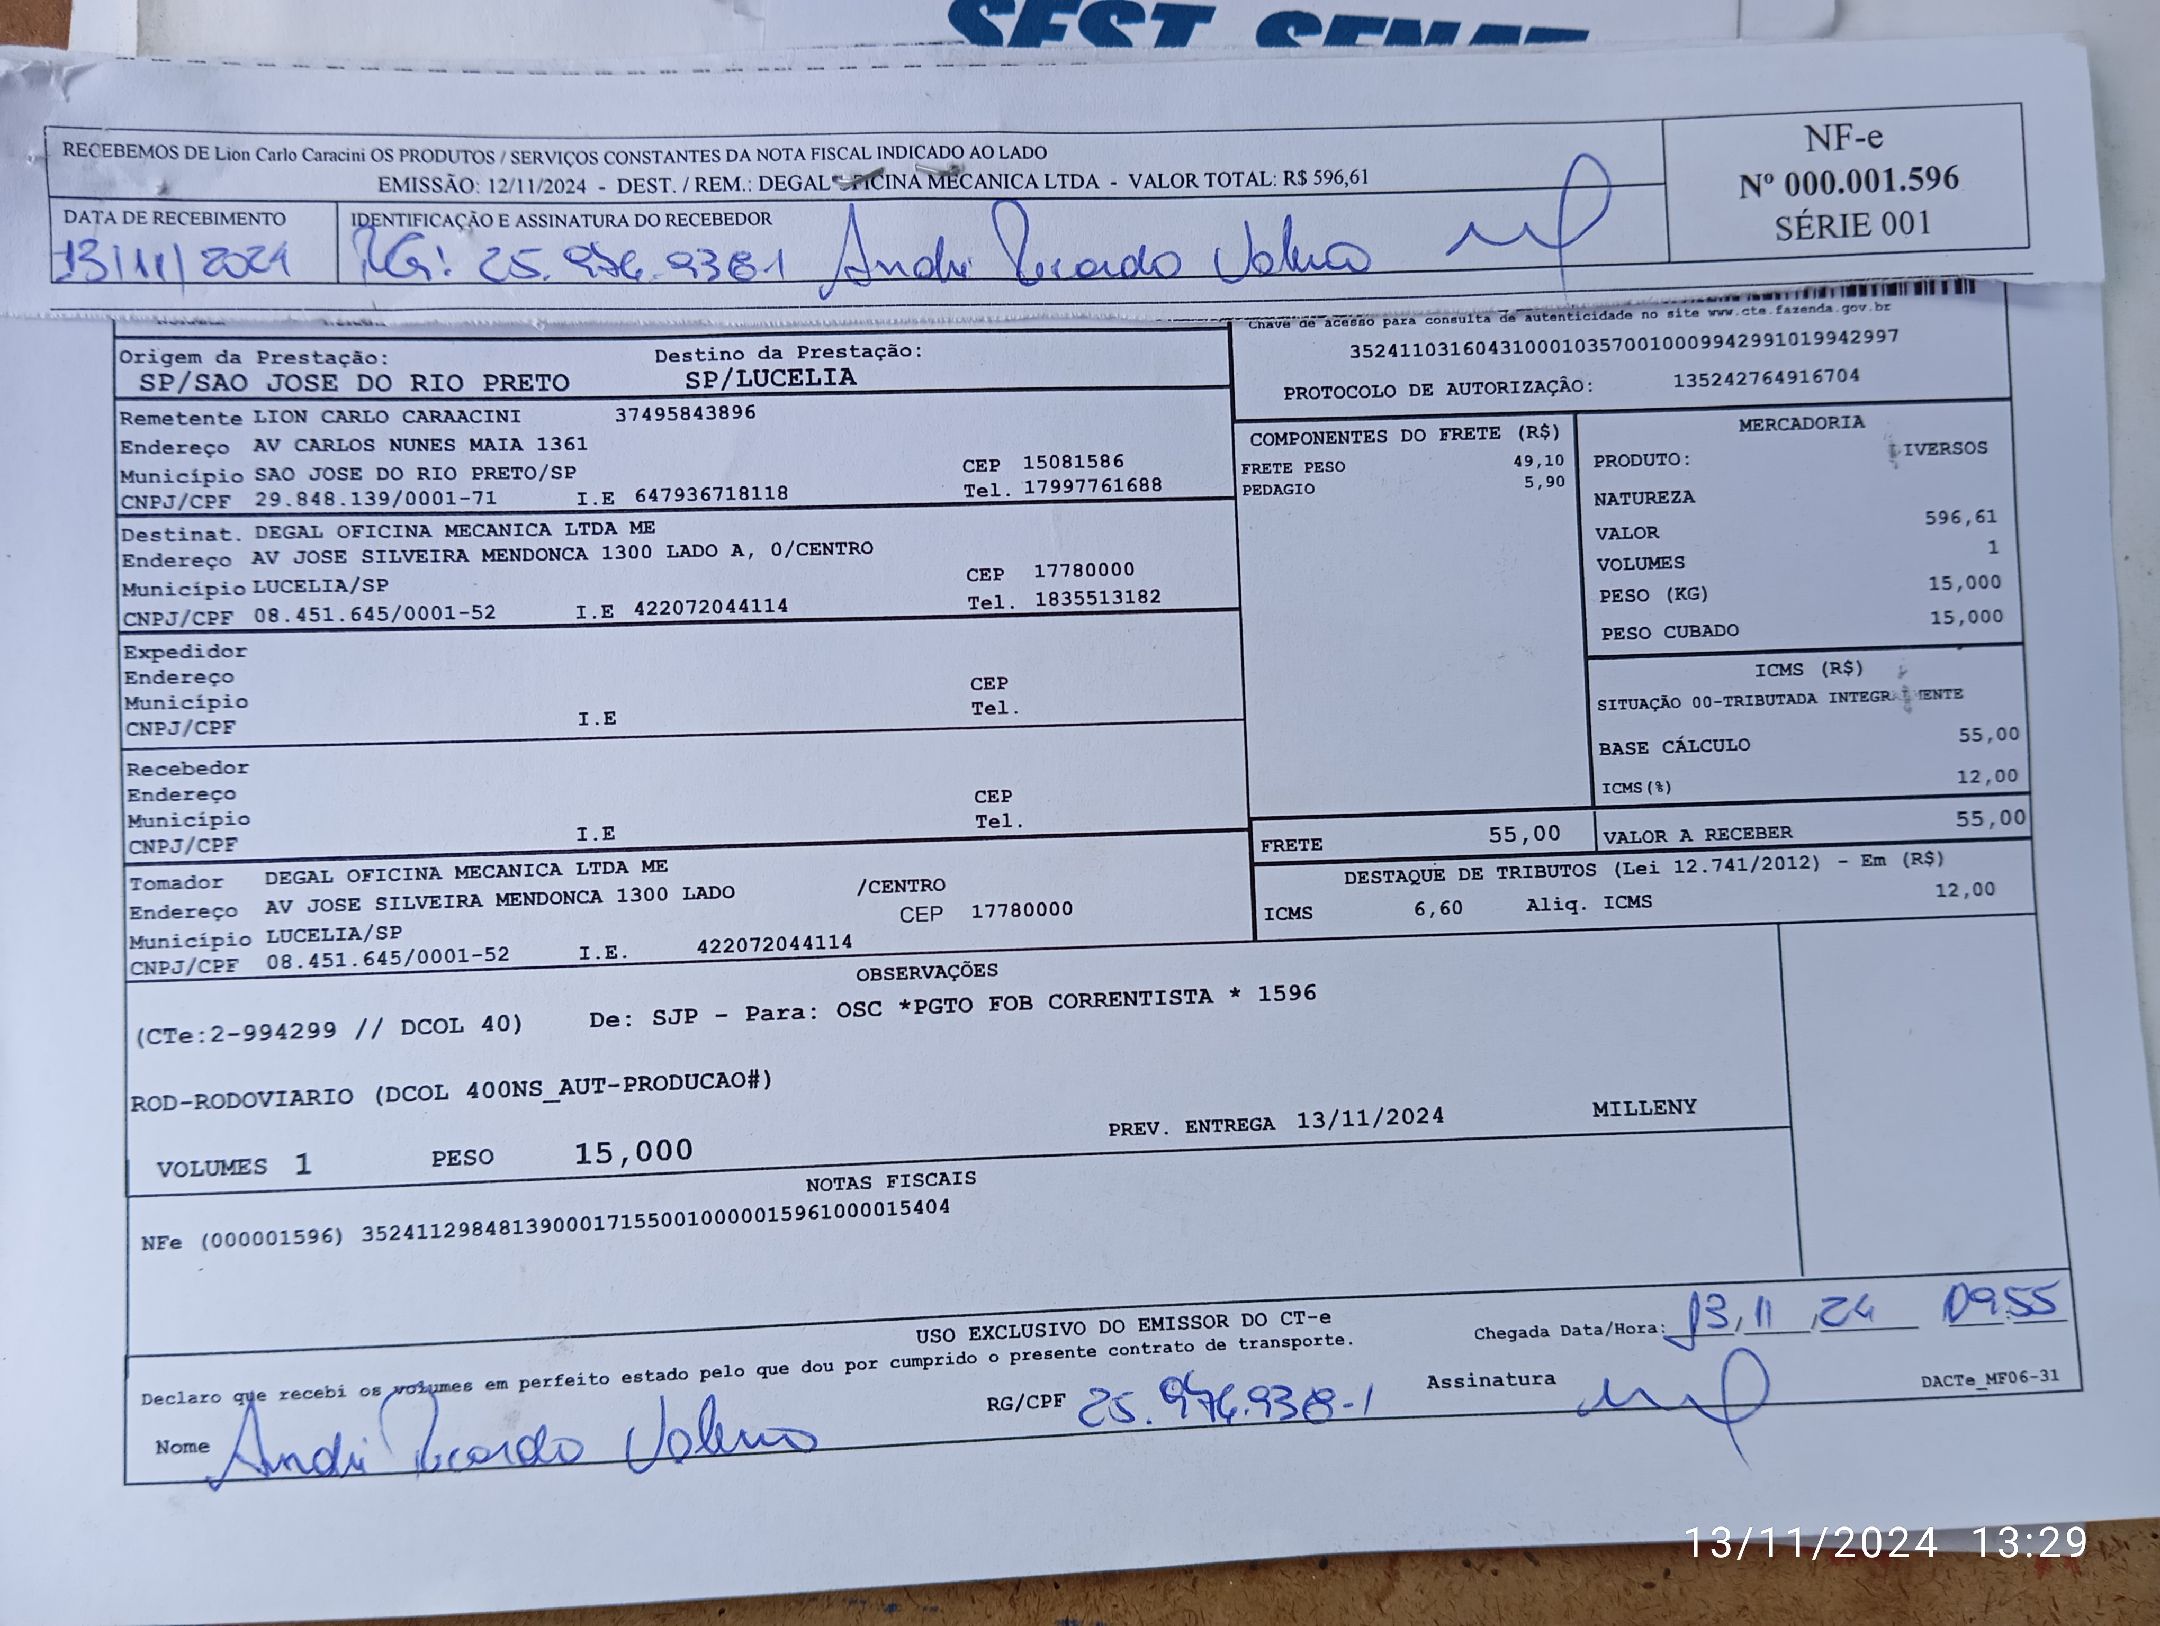 SEST SENAT
RECEBEMOS DE Lion Carlo Caracini OS PRODUTOS / SERVIÇOS CONSTANTES DA NOTA FISCAL INDICADO AO LADO
EMISSÃO: 12/11/2024 - DEST. / REM.: DEGAL OFICINA MECANICA LTDA - VALOR TOTAL: R$ 596,61
NF-e
Nº 000.001.596
SÉRIE 001
DATA DE RECEBIMENTO
13/11/2024
IDENTIFICAÇÃO E ASSINATURA DO RECEBEDOR
RG: 25.976.938-1 André Ricardo
Chave de acesso para consulta de autenticidade no site www.cte.fazenda.gov.br
35241103160431000103570010009942991019942997
PROTOCOLO DE AUTORIZAÇÃO: 135242764916704
Origem da Prestação: Destino da Prestação:
SP/SAO JOSE DO RIO PRETO SP/LUCELIA
Remetente LION CARLO CARAACINI 37495843896
Endereço AV CARLOS NUNES MAIA 1361
Município SAO JOSE DO RIO PRETO/SP CEP 15081586
CNPJ/CPF 29.848.139/0001-71 I.E 647936718118 Tel. 17997761688
Destinat. DEGAL OFICINA MECANICA LTDA ME
Endereço AV JOSE SILVEIRA MENDONCA 1300 LADO A, 0/CENTRO
Município LUCELIA/SP CEP 17780000
CNPJ/CPF 08.451.645/0001-52 I.E 422072044114 Tel. 1835513182
Expedidor
Endereço
Município CEP
CNPJ/CPF I.E Tel.
Recebedor
Endereço
Município CEP
CNPJ/CPF I.E Tel.
Tomador DEGAL OFICINA MECANICA LTDA ME
Endereço AV JOSE SILVEIRA MENDONCA 1300 LADO /CENTRO
Município LUCELIA/SP CEP 17780000
CNPJ/CPF 08.451.645/0001-52 I.E. 422072044114
COMPONENTES DO FRETE (R$)
FRETE PESO 49,10
PEDAGIO 5,90
MERCADORIA
PRODUTO: IVERSOS
NATUREZA
VALOR 596,61
VOLUMES 1
PESO (KG) 15,000
PESO CUBADO 15,000
ICMS (R$)
SITUAÇÃO 00-TRIBUTADA INTEGRALMENTE
BASE CÁLCULO 55,00
ICMS(%) 12,00
FRETE 55,00 VALOR A RECEBER 55,00
DESTAQUE DE TRIBUTOS (Lei 12.741/2012) - Em (R$)
ICMS 6,60 Aliq. ICMS 12,00
OBSERVAÇÕES
(CTe:2-994299 // DCOL 40) De: SJP - Para: OSC *PGTO FOB CORRENTISTA * 1596
ROD-RODOVIARIO (DCOL 400NS_AUT-PRODUCAO#)
VOLUMES 1 PESO 15,000 PREV. ENTREGA 13/11/2024 MILLENY
NOTAS FISCAIS
NFe (000001596) 35241129848139000171550010000015961000015404
USO EXCLUSIVO DO EMISSOR DO CT-e
Declaro que recebi os volumes em perfeito estado pelo que dou por cumprido o presente contrato de transporte.
Chegada Data/Hora: 13,11,24 09:55
Nome André Ricardo
RG/CPF 25.976.938-1
Assinatura
DACTe_MF06-31
13/11/2024 13:29